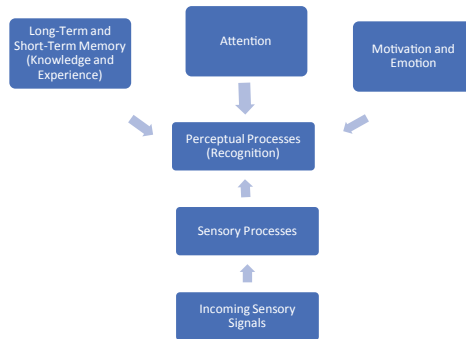 Long-Term and
Short-Term Memory
(Knowledge and
Experience)
Attention
Motivation and
Emotion
Perceptual Processes
(Recognition)
Sensory Processes
Incoming Sensory
Signals